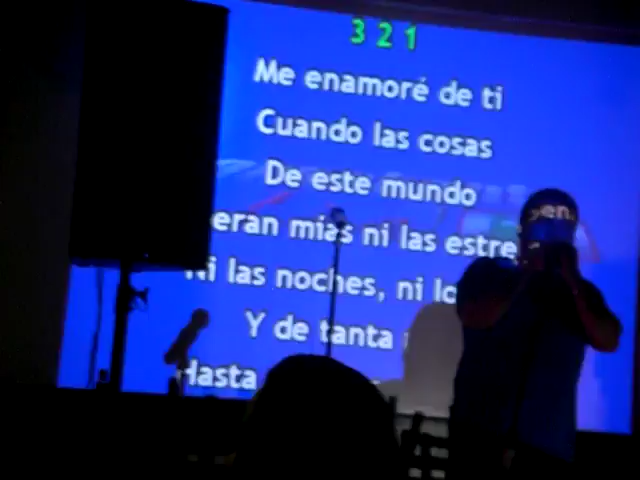 3 2 1
Me enamoré de ti
Cuando las cosas
De este mundo
eran mias ni las estre
Ni las noches, ni lo
Y de tanta
Hasta